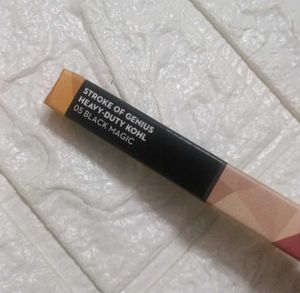 STROKE OF GENIUS
HEAVY-DUTY KOHL
05 BLACK MAGIC